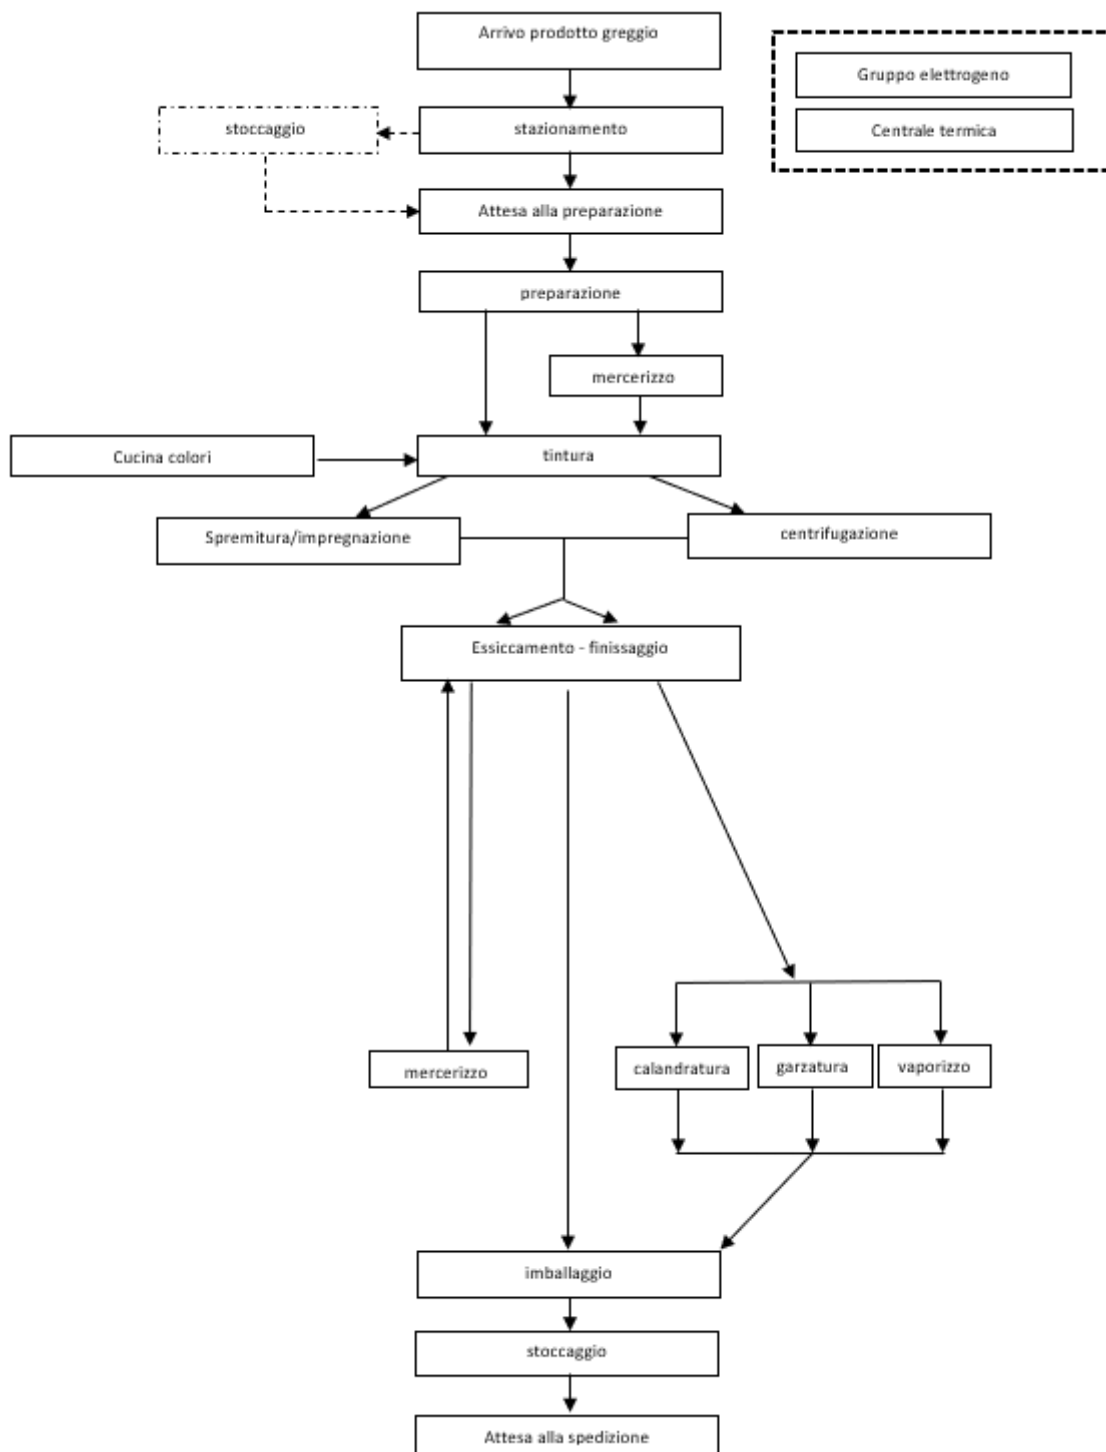 Arrivo prodotto greggio
Gruppo elettrogeno
Centrale termica
stoccaggio
stazionamento
Attesa alla preparazione
preparazione
mercerizzo
Cucina colori
tintura
Spremitura/impregnazione
centrifugazione
Essiccamento - finissaggio
mercerizzo
calandratura
garzatura
vaporizzo
imballaggio
stoccaggio
Attesa alla spedizione